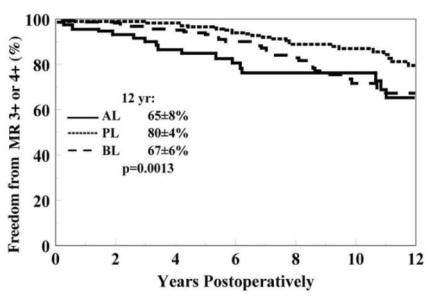 Freedom from MR 3+ or 4+ (%)
100
80
60
40
20
0
12 yr:
AL 65±8%
PL 80±4%
BL 67±6%
p=0.0013
0 2 4 6 8 10 12
Years Postoperatively